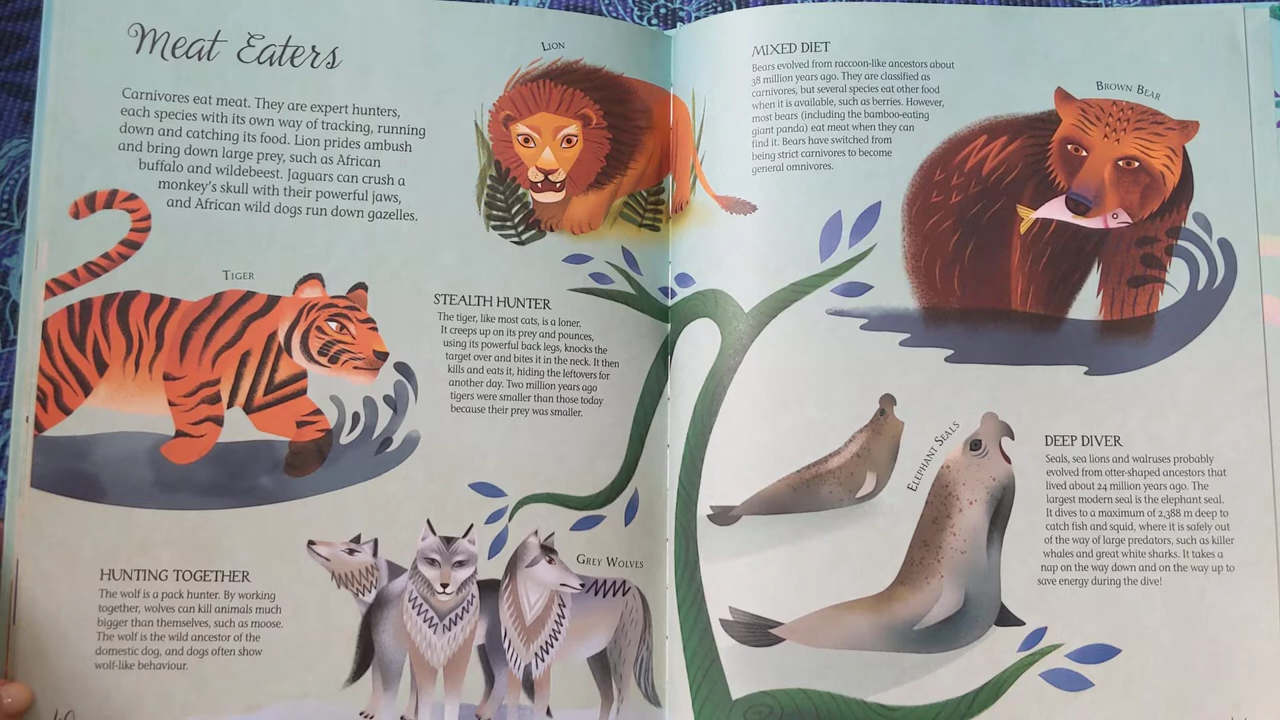 Meat Eaters
Carnivores eat meat. They are expert hunters,
each species with its own way of tracking, running
down and catching its food. Lion prides ambush
and bring down large prey, such as African
buffalo and wildebeest. Jaguars can crush a
monkey's skull with their powerful jaws,
and African wild dogs run down gazelles.
LION
TIGER
STEALTH HUNTER
The tiger, like most cats, is a loner.
It creeps up on its prey and pounces,
using its powerful back legs, knocks the
target over and bites it in the neck. It then
kills and eats it, hiding the leftovers for
another day. Two million years ago
tigers were smaller than those today
because their prey was smaller.
HUNTING TOGETHER
The wolf is a pack hunter. By working
together, wolves can kill animals much
bigger than themselves, such as moose.
The wolf is the wild ancestor of the
domestic dog, and dogs often show
wolf-like behaviour.
GREY WOLVES
MIXED DIET
Bears evolved from raccoon-like ancestors about
38 million years ago. They are classified as
carnivores, but several species eat other food
when it is available, such as berries. However,
most bears (including the bamboo-eating
giant panda) eat meat when they can
find it. Bears have switched from
being strict carnivores to become
general omnivores.
BROWN BEAR
ELEPHANT SEALS
DEEP DIVER
Seals, sea lions and walruses probably
evolved from otter-shaped ancestors that
lived about 24 million years ago. The
largest modern seal is the elephant seal.
It dives to a maximum of 2,388 m deep to
catch fish and squid, where it is safely out
of the way of large predators, such as killer
whales and great white sharks. It takes a
nap on the way down and on the way up to
save energy during the dive!